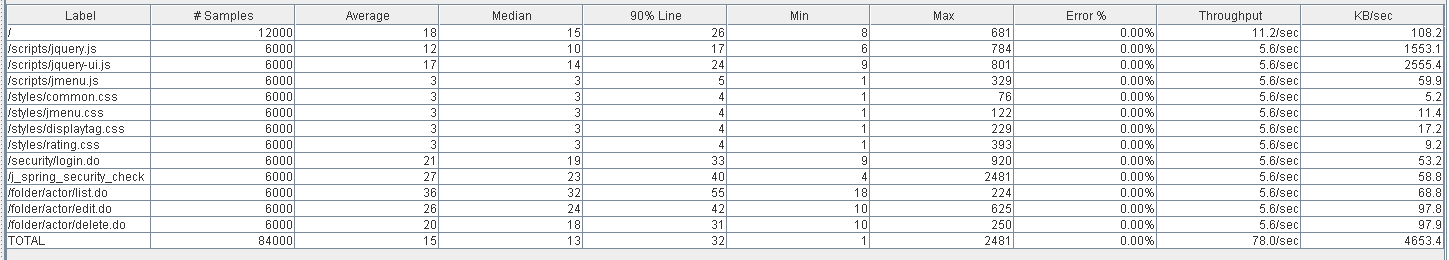 Label # Samples Average Median 90% Line Min Max Error % Throughput KB/sec
/ 12000 18 15 26 8 681 0.00% 11.2/sec 108.2
/scripts/jquery.js 6000 12 10 17 6 784 0.00% 5.6/sec 1553.1
/scripts/jquery-ui.js 6000 17 14 24 9 801 0.00% 5.6/sec 2555.4
/scripts/jmenu.js 6000 3 3 5 1 329 0.00% 5.6/sec 59.9
/styles/common.css 6000 3 3 4 1 76 0.00% 5.6/sec 5.2
/styles/jmenu.css 6000 3 3 4 1 122 0.00% 5.6/sec 11.4
/styles/displaytag.css 6000 3 3 4 1 229 0.00% 5.6/sec 17.2
/styles/rating.css 6000 3 3 4 1 393 0.00% 5.6/sec 9.2
/security/login.do 6000 21 19 33 9 920 0.00% 5.6/sec 53.2
/j_spring_security_check 6000 27 23 40 4 2481 0.00% 5.6/sec 58.8
/folder/actor/list.do 6000 36 32 55 18 224 0.00% 5.6/sec 68.8
/folder/actor/edit.do 6000 26 24 42 10 625 0.00% 5.6/sec 97.8
/folder/actor/delete.do 6000 20 18 31 10 250 0.00% 5.6/sec 97.9
TOTAL 84000 15 13 32 1 2481 0.00% 78.0/sec 4653.4